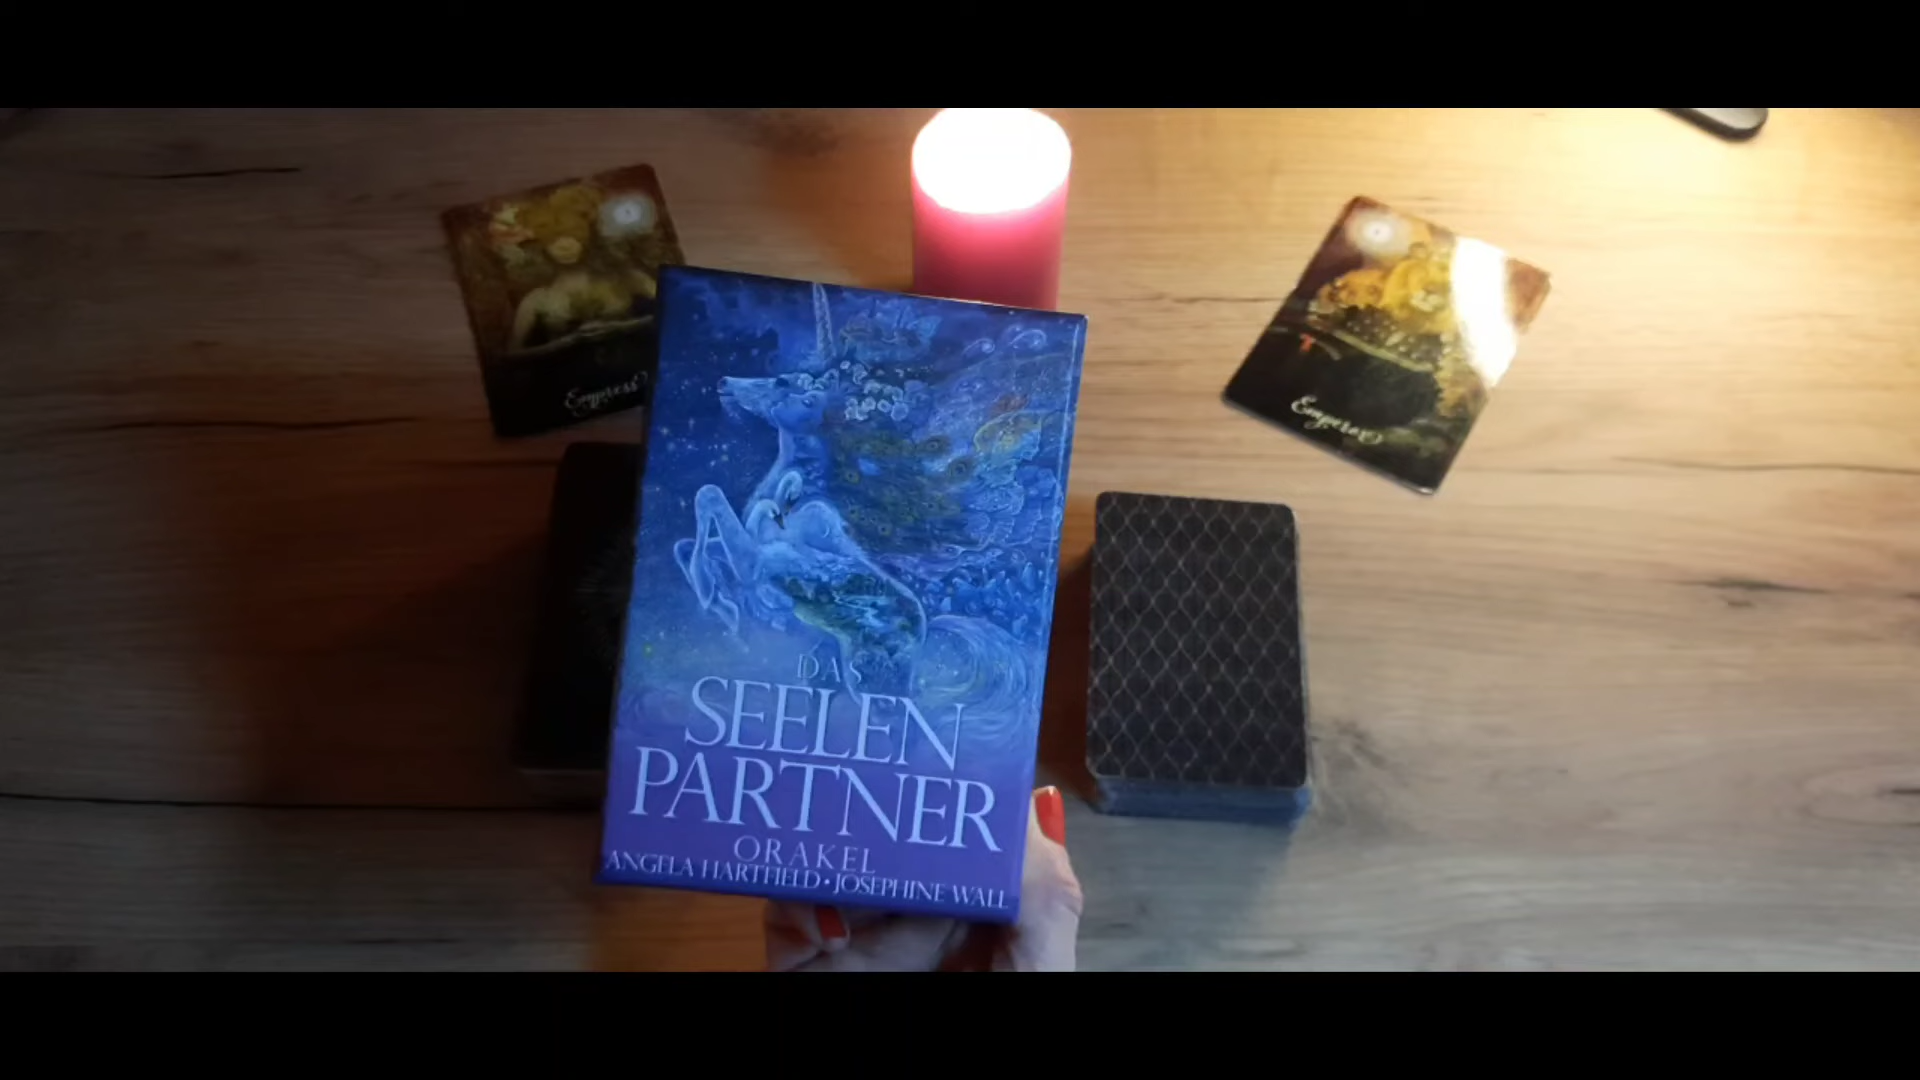 Empress
Emperor
DAS
SEELEN
PARTNER
ORAKEL
ANGELA HARTFIELD • JOSEPHINE WALL